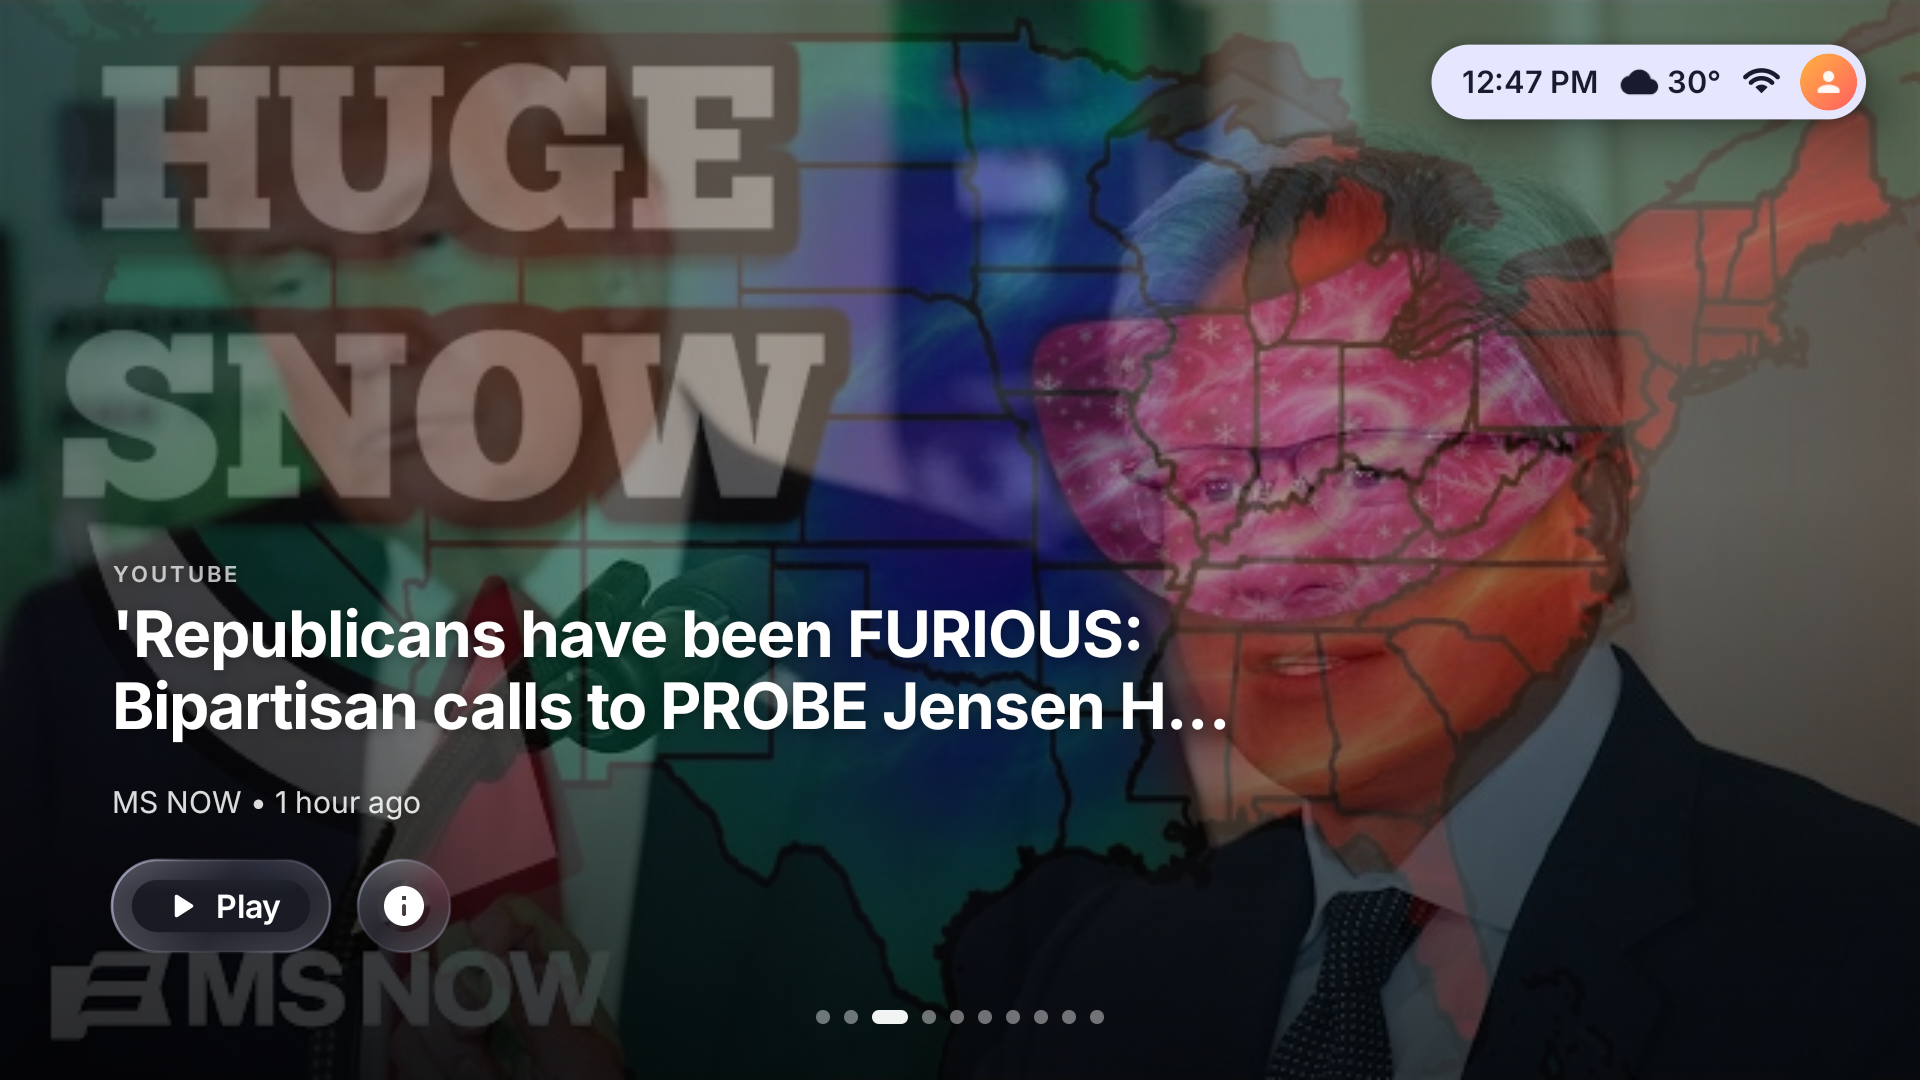 HUGE
SNOW
12:47 PM 30°
YOUTUBE
'Republicans have been FURIOUS:
Bipartisan calls to PROBE Jensen H...
MS NOW • 1 hour ago
Play
MS NOW